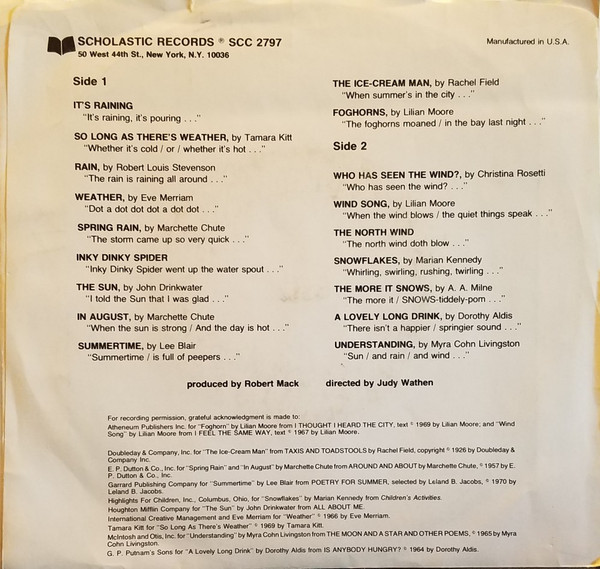 SCHOLASTIC RECORDS ® SCC 2797
50 West 44th St., New York, N.Y. 10036
Manufactured in U.S.A.
Side 1
IT'S RAINING
"It's raining, it's pouring . . ."
SO LONG AS THERE'S WEATHER, by Tamara Kitt
"Whether it's cold / or / whether it's hot . . ."
RAIN, by Robert Louis Stevenson
"The rain is raining all around . . ."
WEATHER, by Eve Merriam
"Dot a dot dot dot a dot dot . . ."
SPRING RAIN, by Marchette Chute
"The storm came up so very quick . . ."
INKY DINKY SPIDER
"Inky Dinky Spider went up the water spout . . ."
THE SUN, by John Drinkwater
"I told the Sun that I was glad . . ."
IN AUGUST, by Marchette Chute
"When the sun is strong / And the day is hot . . ."
SUMMERTIME, by Lee Blair
"Summertime / is full of peepers . . ."
THE ICE-CREAM MAN, by Rachel Field
"When summer's in the city . . ."
FOGHORNS, by Lilian Moore
"The foghorns moaned / in the bay last night . . ."
Side 2
WHO HAS SEEN THE WIND?, by Christina Rosetti
"Who has seen the wind? . . ."
WIND SONG, by Lilian Moore
"When the wind blows / the quiet things speak . . ."
THE NORTH WIND
"The north wind doth blow . . ."
SNOWFLAKES, by Marian Kennedy
"Whirling, swirling, rushing, twirling . . ."
THE MORE IT SNOWS, by A. A. Milne
"The more it / SNOWS-tiddely-pom . . ."
A LOVELY LONG DRINK, by Dorothy Aldis
"There isn't a happier / springier sound . . ."
UNDERSTANDING, by Myra Cohn Livingston
"Sun / and rain / and wind . . ."
produced by Robert Mack directed by Judy Wathen
For recording permission, grateful acknowledgment is made to:
Atheneum Publishers Inc. for "Foghorn" by Lilian Moore from I THOUGHT I HEARD THE CITY, text © 1969 by Lilian Moore; and "Wind
Song" by Lilian Moore from I FEEL THE SAME WAY, text © 1967 by Lilian Moore.
Doubleday & Company, Inc. for "The Ice-Cream Man" from TAXIS AND TOADSTOOLS by Rachel Field, copyright © 1926 by Doubleday &
Company Inc.
E. P. Dutton & Co., Inc. for "Spring Rain" and "In August" by Marchette Chute from AROUND AND ABOUT by Marchette Chute, © 1957 by E.
P. Dutton & Co., Inc.
Garrard Publishing Company for "Summertime" by Lee Blair from POETRY FOR SUMMER, selected by Leland B. Jacobs, © 1970 by
Leland B. Jacobs.
Highlights For Children, Inc., Columbus, Ohio, for "Snowflakes" by Marian Kennedy from Children's Activities.
Houghton Mifflin Company for "The Sun" by John Drinkwater from ALL ABOUT ME.
International Creative Management and Eve Merriam for "Weather" © 1966 by Eve Merriam.
Tamara Kitt for "So Long As There's Weather" © 1969 by Tamara Kitt.
McIntosh and Otis, Inc. for "Understanding" by Myra Cohn Livingston from THE MOON AND A STAR AND OTHER POEMS, © 1965 by Myra
Cohn Livingston.
G. P. Putnam's Sons for "A Lovely Long Drink" by Dorothy Aldis from IS ANYBODY HUNGRY? © 1964 by Dorothy Aldis.